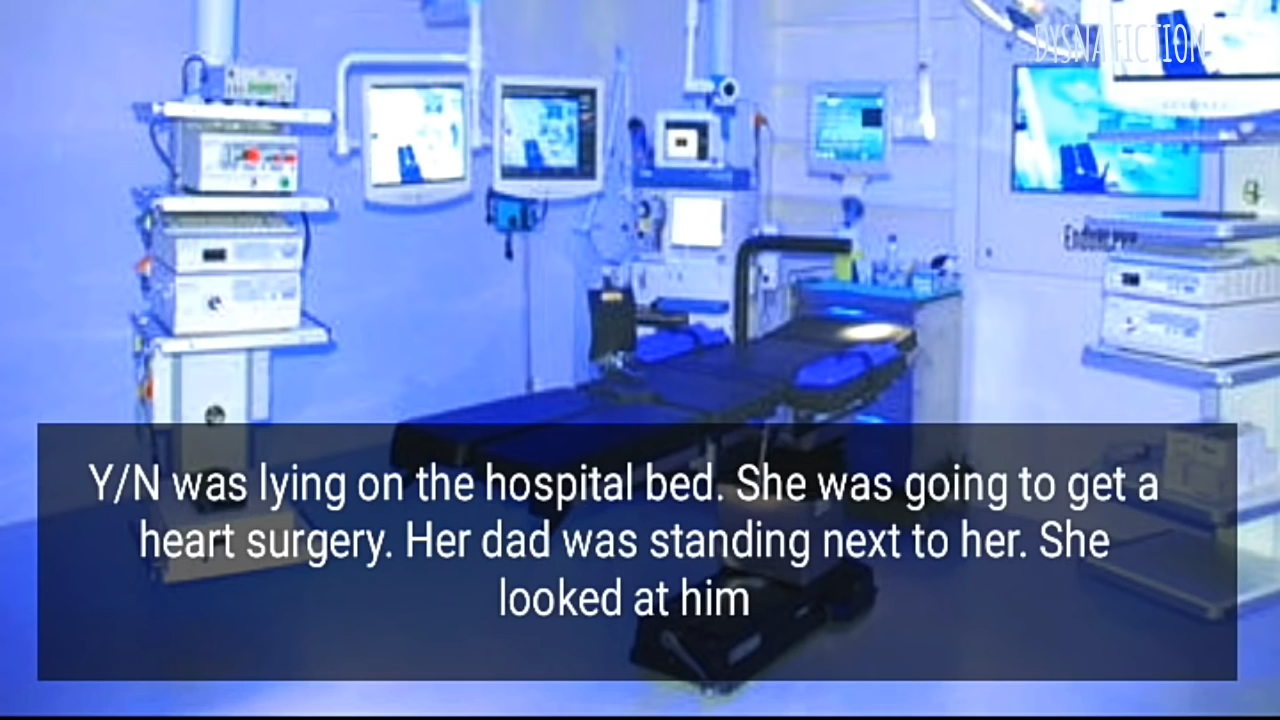 DYSNA FICTION
Y/N was lying on the hospital bed. She was going to get a
heart surgery. Her dad was standing next to her. She
looked at him